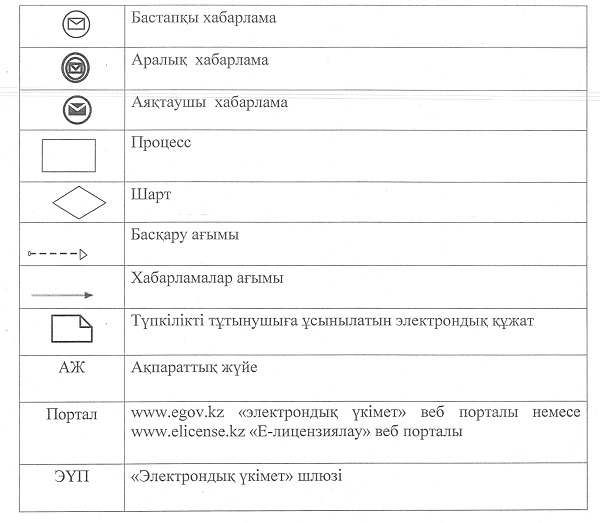 Бастапқы хабарлама
Аралық хабарлама
Аяқтаушы хабарлама
Процесс
Шарт
Басқару ағымы
Хабарламалар ағымы
Түпкілікті тұтынушыға ұсынылатын электрондық құжат
АЖ Ақпараттық жүйе
Портал www.egov.kz «электрондық үкімет» веб порталы немесе
www.elicense.kz «Е-лицензиялау» веб порталы
ЭҮП «Электрондық үкімет» шлюзі